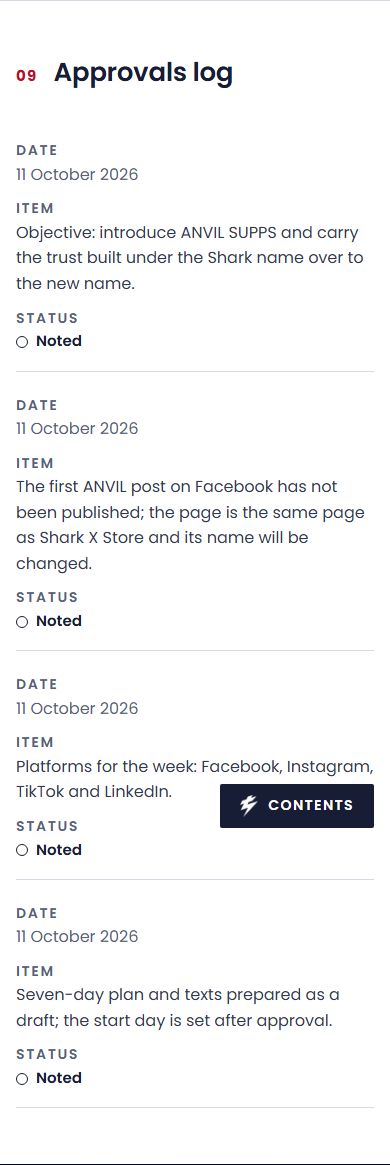 09 Approvals log
DATE
11 October 2026
ITEM
Objective: introduce ANVIL SUPPS and carry
the trust built under the Shark name over to
the new name.
STATUS
Noted
DATE
11 October 2026
ITEM
The first ANVIL post on Facebook has not
been published; the page is the same page
as Shark X Store and its name will be
changed.
STATUS
Noted
DATE
11 October 2026
ITEM
Platforms for the week: Facebook, Instagram,
TikTok and LinkedIn.
CONTENTS
STATUS
Noted
DATE
11 October 2026
ITEM
Seven-day plan and texts prepared as a
draft; the start day is set after approval.
STATUS
Noted